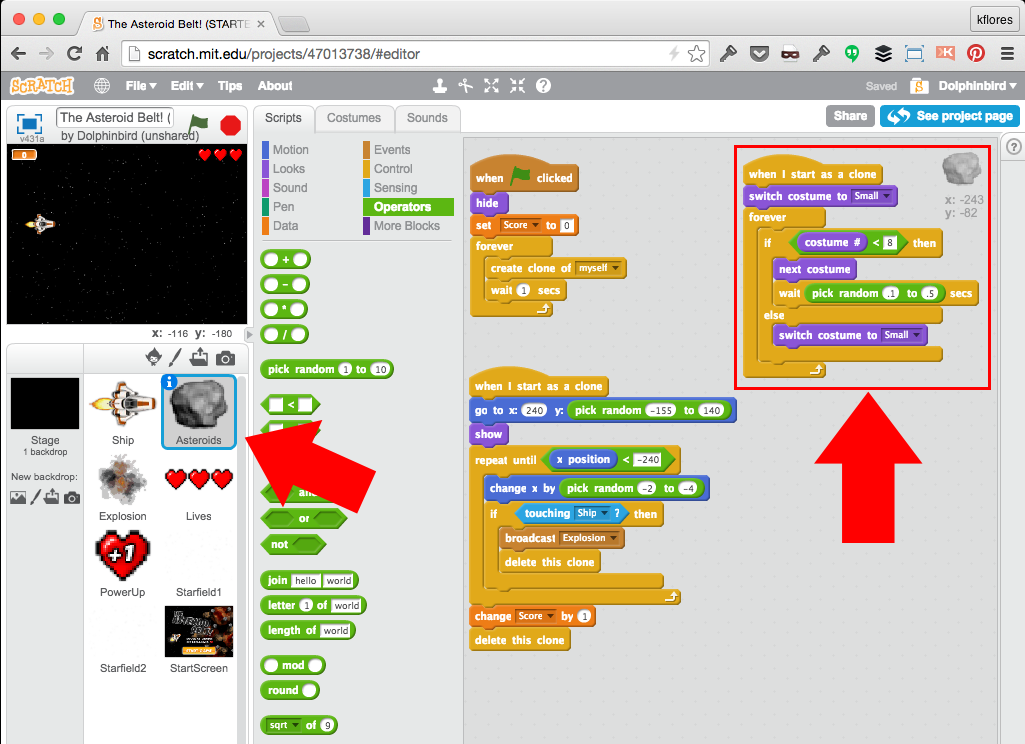 The Asteroid Belt! (STARTE
kflores
scratch.mit.edu/projects/47013738/#editor
SCRATCH
File
Edit
Tips
About
Saved
Dolphinbird
The Asteroid Belt! (
by Dolphinbird (unshared)
v431a
0
x: -116 y: -180
Scripts
Costumes
Sounds
Share
See project page
Motion
Looks
Sound
Pen
Data
Events
Control
Sensing
Operators
More Blocks
+
-
*
/
pick random 1 to 10
<
and
or
not
join hello world
letter 1 of world
length of world
mod
round
sqrt of 9
Stage
1 backdrop
New backdrop:
Ship
Asteroids
Explosion
Lives
+1
PowerUp
Starfield1
Starfield2
StartScreen
when clicked
hide
set Score to 0
forever
create clone of myself
wait 1 secs
when I start as a clone
go to x: 240 y: pick random -155 to 140
show
repeat until x position < -240
change x by pick random -2 to -4
if touching Ship ? then
broadcast Explosion
delete this clone
change Score by 1
delete this clone
when I start as a clone
switch costume to Small
forever
if costume # < 8 then
next costume
wait pick random .1 to .5 secs
else
switch costume to Small
x: -243
y: -82
?